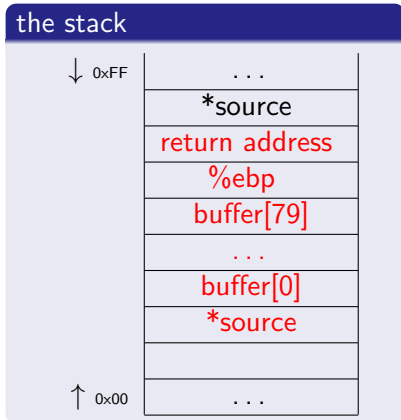 the stack
↓ 0xFF . . .
*source
return address
%ebp
buffer[79]
. . .
buffer[0]
*source
↑ 0x00 . . .